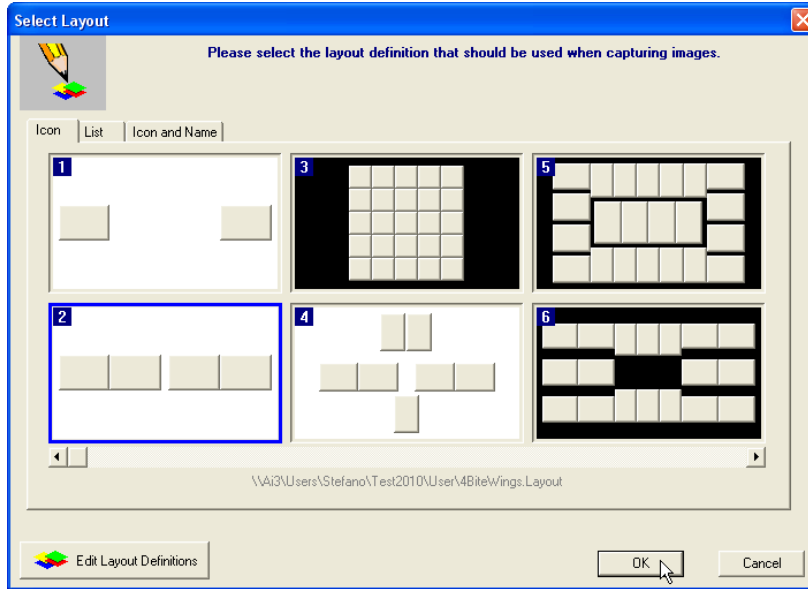 Select Layout
Please select the layout definition that should be used when capturing images.
Icon
List
Icon and Name
1
3
5
2
4
6
\\Ai3\Users\Stefano\Test2010\User\4BiteWings.Layout
Edit Layout Definitions
OK
Cancel